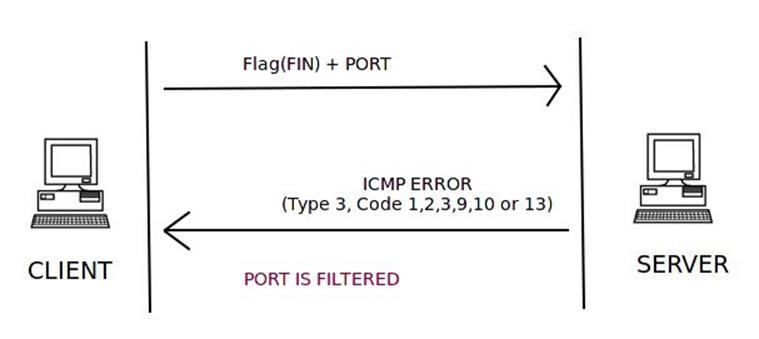 Flag(FIN) + PORT
ICMP ERROR
(Type 3, Code 1,2,3,9,10 or 13)
CLIENT
SERVER
PORT IS FILTERED